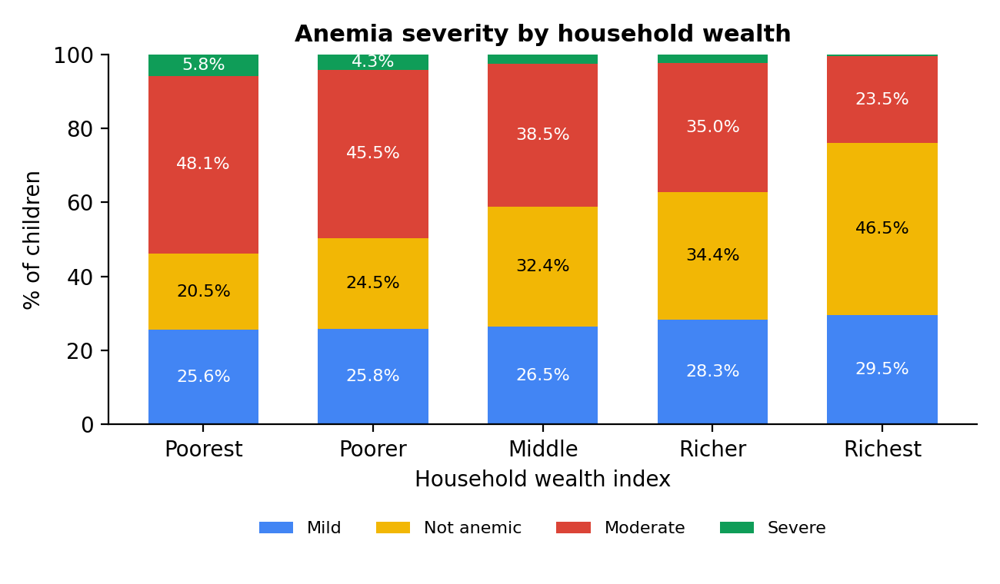 Anemia severity by household wealth
100
80
60
40
20
0
% of children
5.8% 4.3%
48.1% 45.5% 38.5% 35.0% 23.5%
20.5% 24.5% 32.4% 34.4% 46.5%
25.6% 25.8% 26.5% 28.3% 29.5%
Poorest Poorer Middle Richer Richest
Household wealth index
Mild Not anemic Moderate Severe